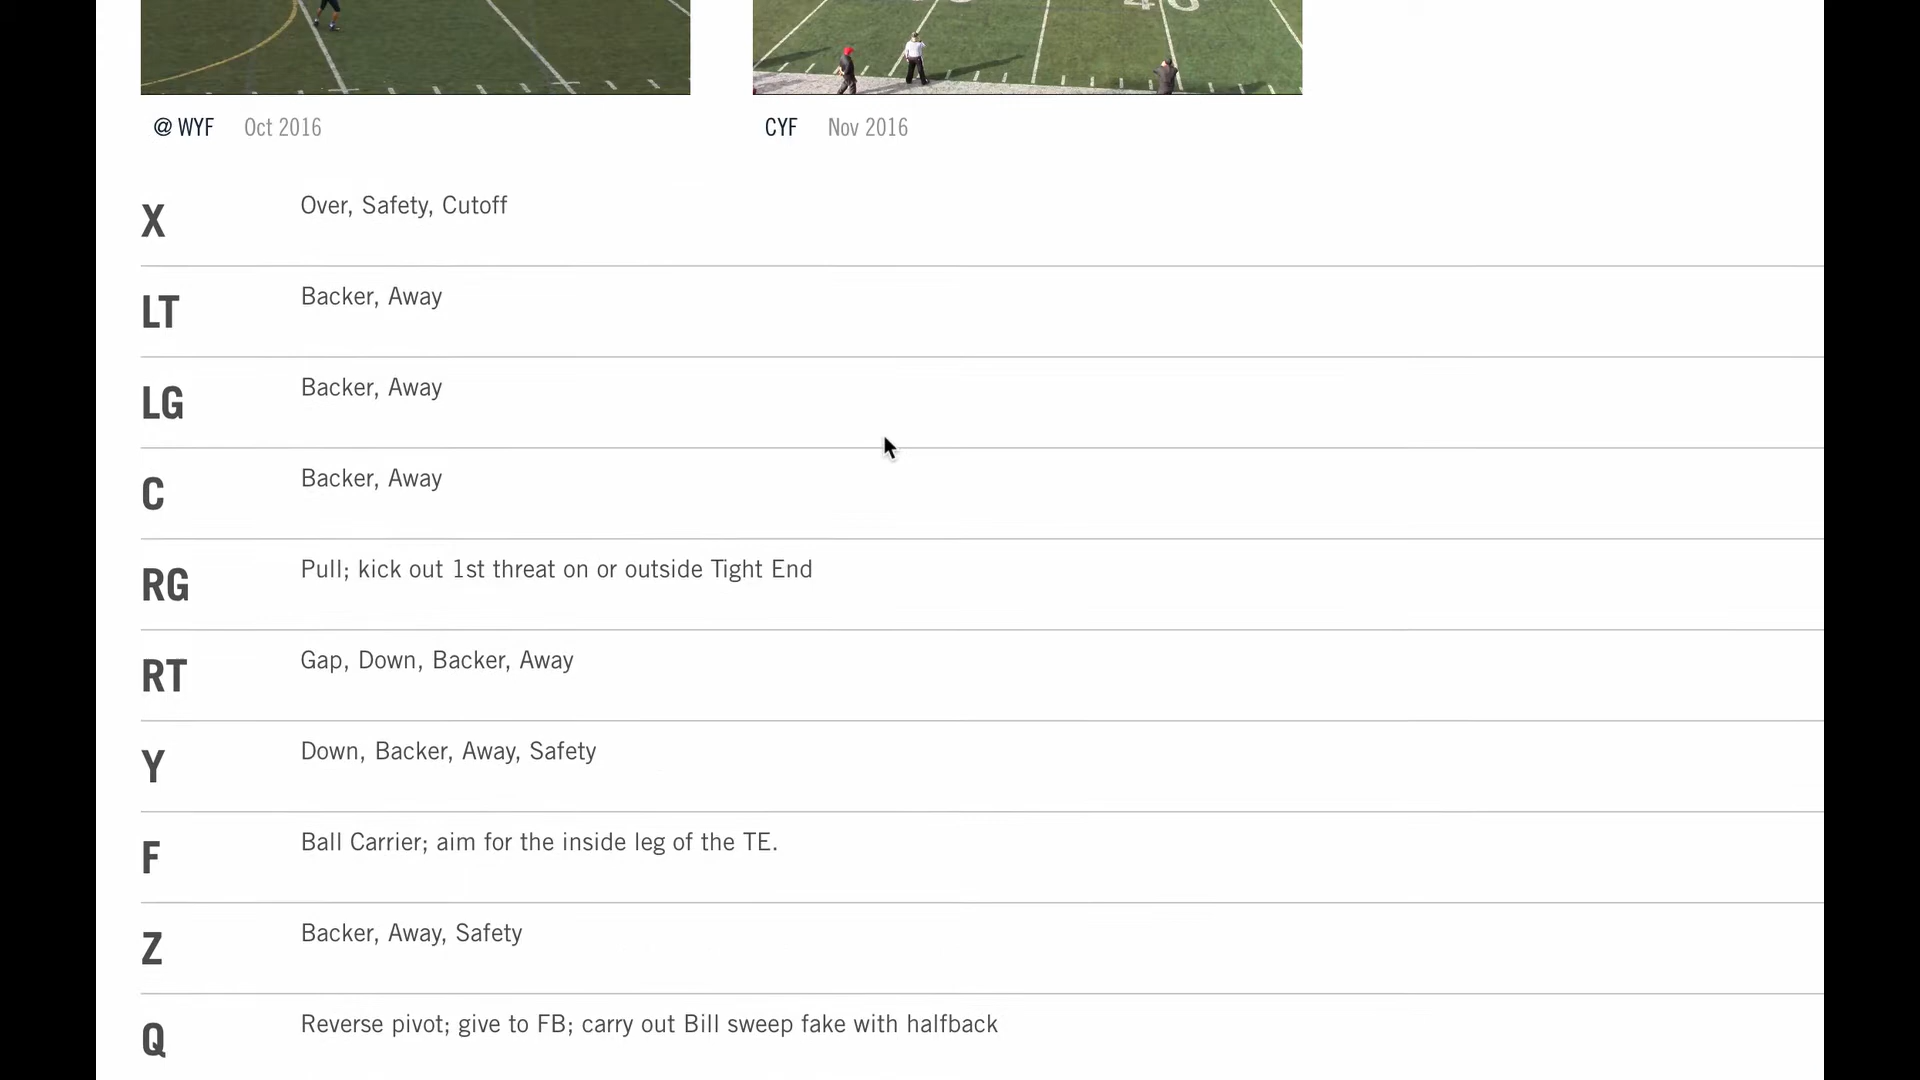 @ WYF Oct 2016
CYF Nov 2016
X Over, Safety, Cutoff
LT Backer, Away
LG Backer, Away
C Backer, Away
RG Pull; kick out 1st threat on or outside Tight End
RT Gap, Down, Backer, Away
Y Down, Backer, Away, Safety
F Ball Carrier; aim for the inside leg of the TE.
Z Backer, Away, Safety
Q Reverse pivot; give to FB; carry out Bill sweep fake with halfback